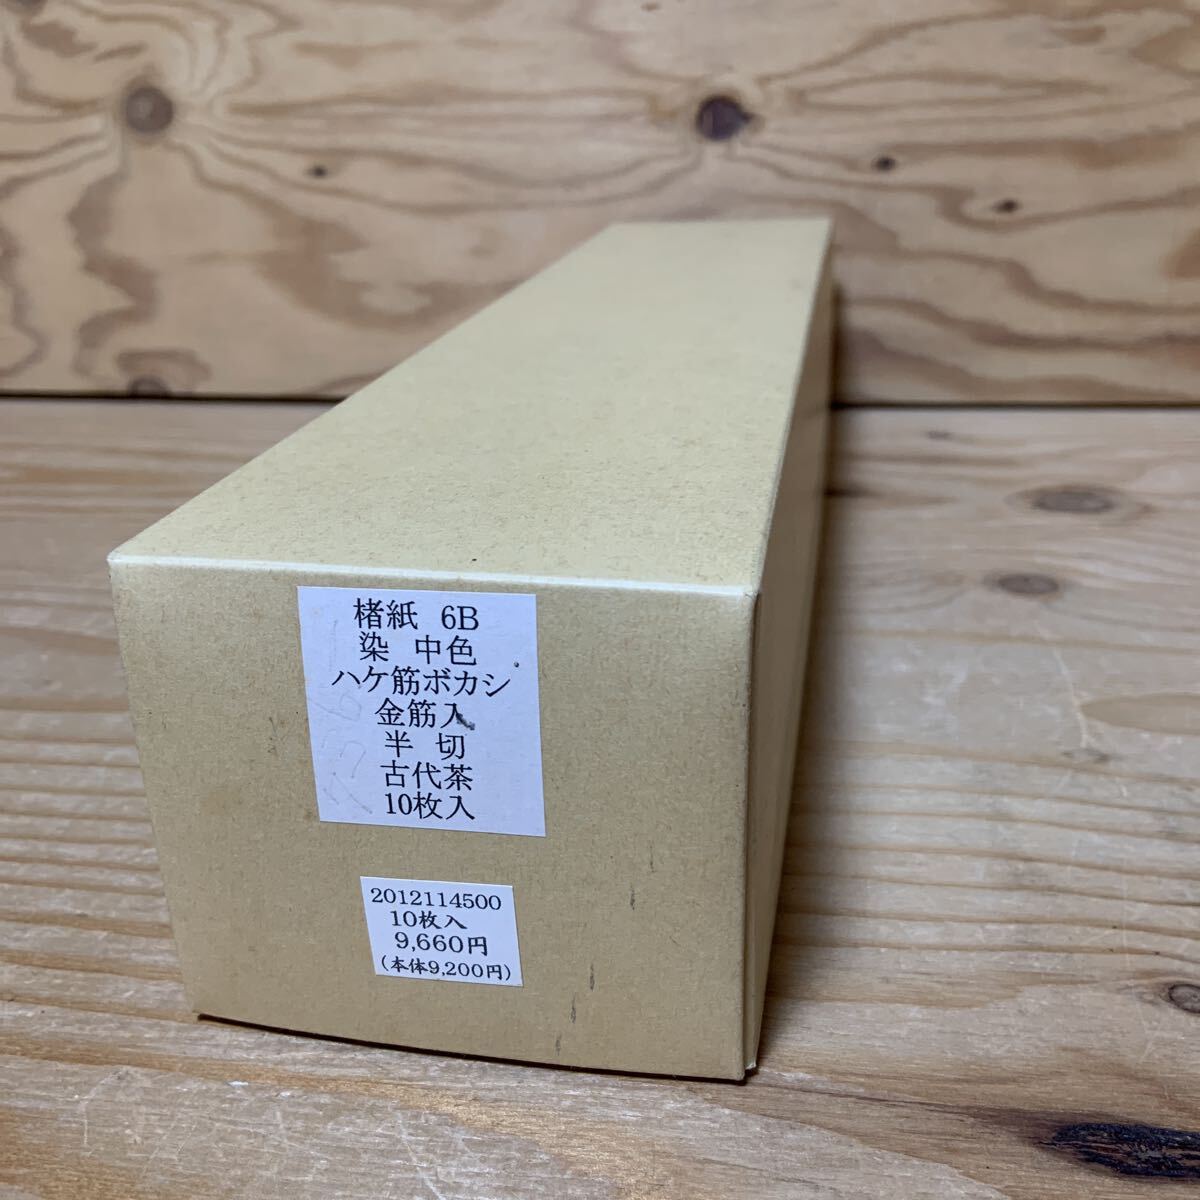 楮紙 6B
染 中色
ハケ筋ボカシ
金筋入
半 切
古代茶
10枚入
2012114500
10枚入
9,660円
(本体9,200円)